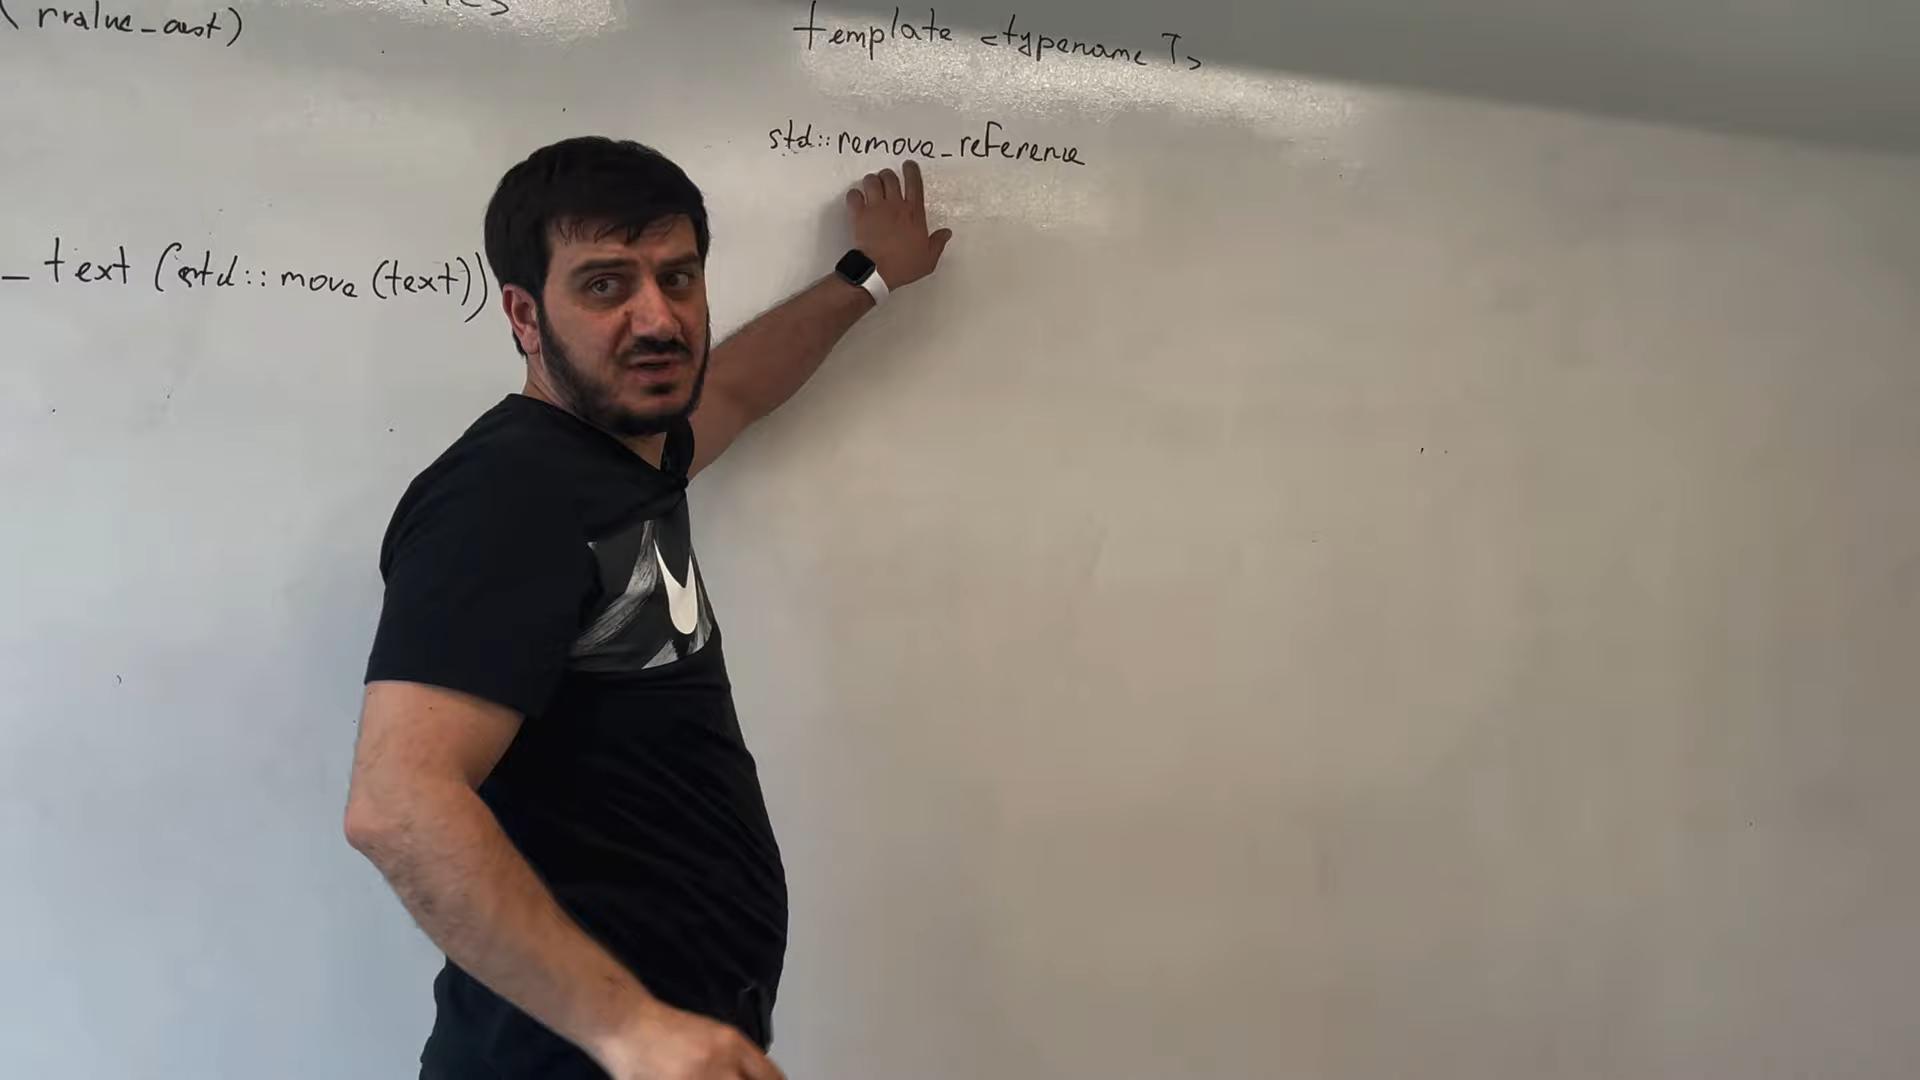 (rvalue_cast)
template <typename T>
std::remove_reference
_text (std::move(text))